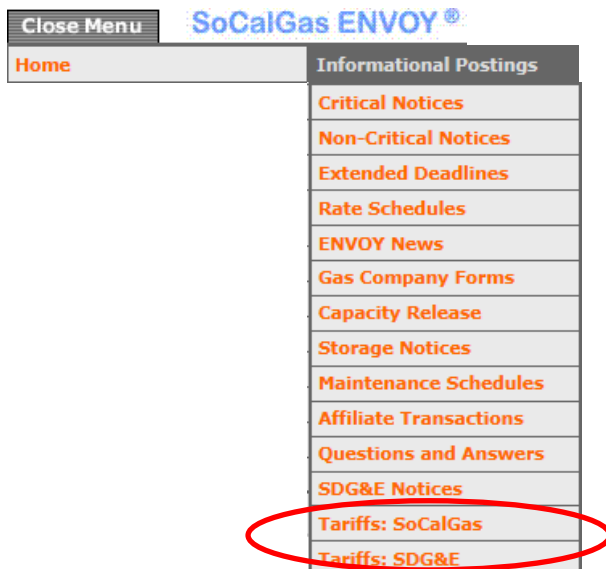 Close Menu
SoCalGas ENVOY ®
Home
Informational Postings
Critical Notices
Non-Critical Notices
Extended Deadlines
Rate Schedules
ENVOY News
Gas Company Forms
Capacity Release
Storage Notices
Maintenance Schedules
Affiliate Transactions
Questions and Answers
SDG&E Notices
Tariffs: SoCalGas
Tariffs: SDG&E